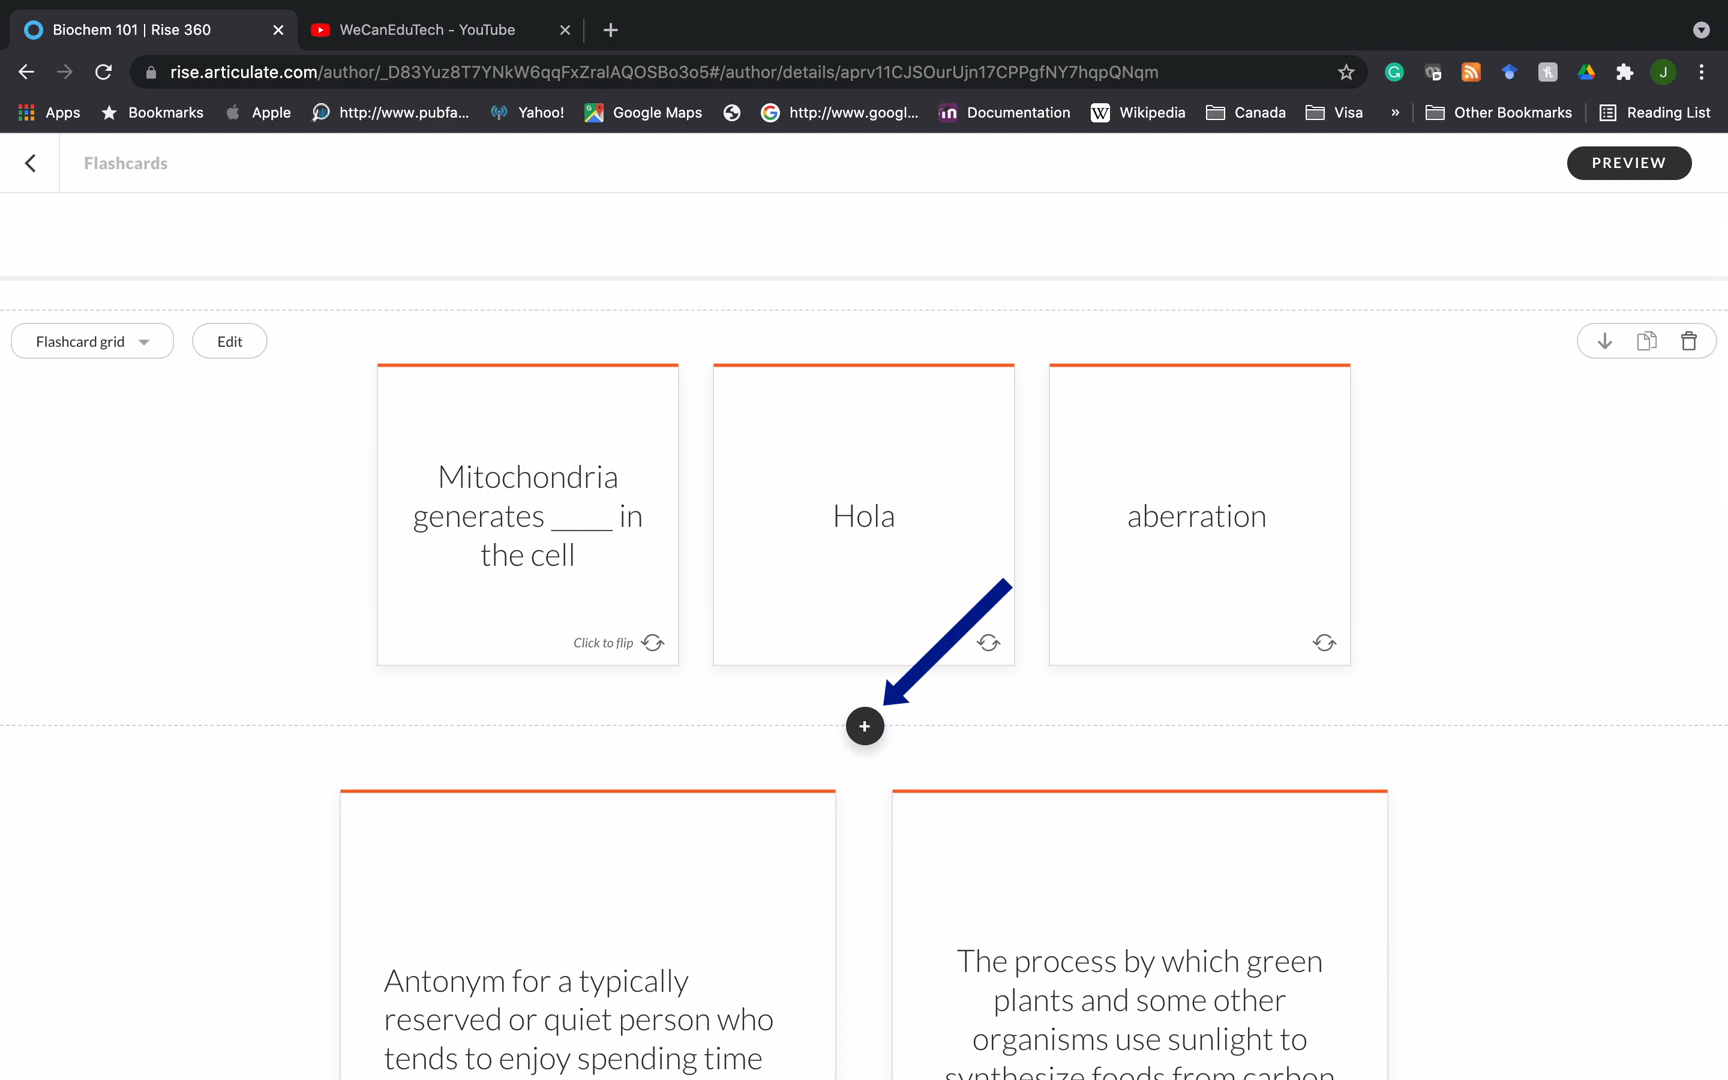 Biochem 101 | Rise 360
WeCanEduTech - YouTube
rise.articulate.com/author/_D83Yuz8T7YNkW6qqFxZralAQOSBo3o5#/author/details/aprv11CJSOurUjn17CPPgfNY7hqpQNqm
J
Apps
Bookmarks
Apple
http://www.pubfa...
Yahoo!
Google Maps
http://www.googl...
Documentation
Wikipedia
Canada
Visa
»
Other Bookmarks
Reading List
Flashcards
PREVIEW
Flashcard grid
Edit
Mitochondria
generates ____ in
the cell
Click to flip
Hola
aberration
Antonym for a typically
reserved or quiet person who
tends to enjoy spending time
The process by which green
plants and some other
organisms use sunlight to
synthesize foods from carbon